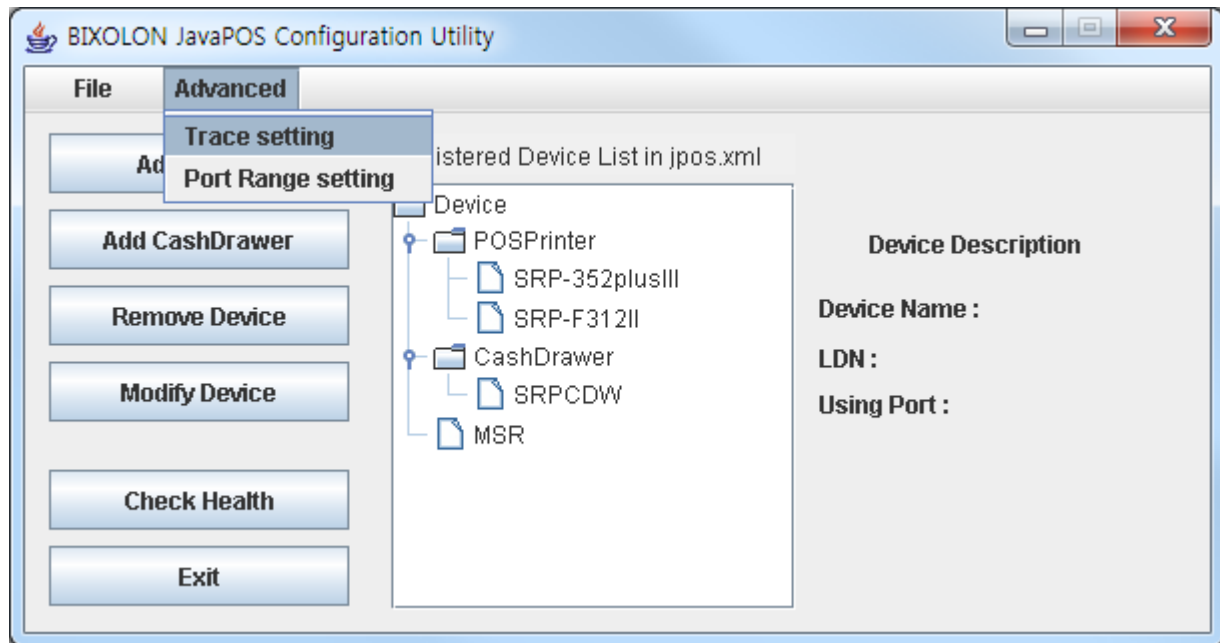 BIXOLON JavaPOS Configuration Utility
File Advanced
Trace setting
Port Range setting
Ad
istered Device List in jpos.xml
Add CashDrawer
Remove Device
Modify Device
Check Health
Exit
Device
POSPrinter
SRP-352plusIII
SRP-F312II
CashDrawer
SRPCDW
MSR
Device Description
Device Name :
LDN :
Using Port :